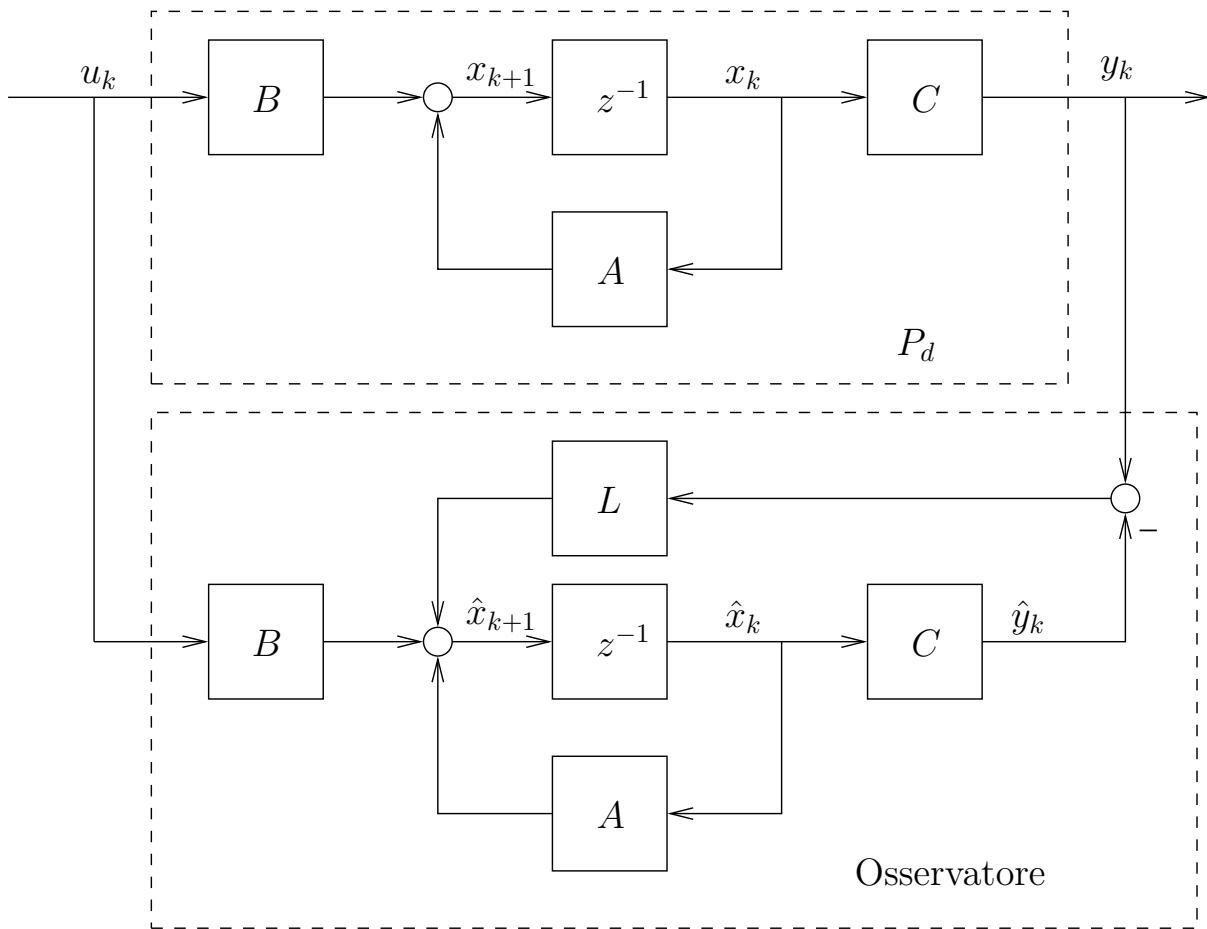 u_k
B
x_{k+1}
z^{-1}
x_k
C
y_k
A
P_d
L
–
B
\hat{x}_{k+1}
z^{-1}
\hat{x}_k
C
\hat{y}_k
A
Osservatore